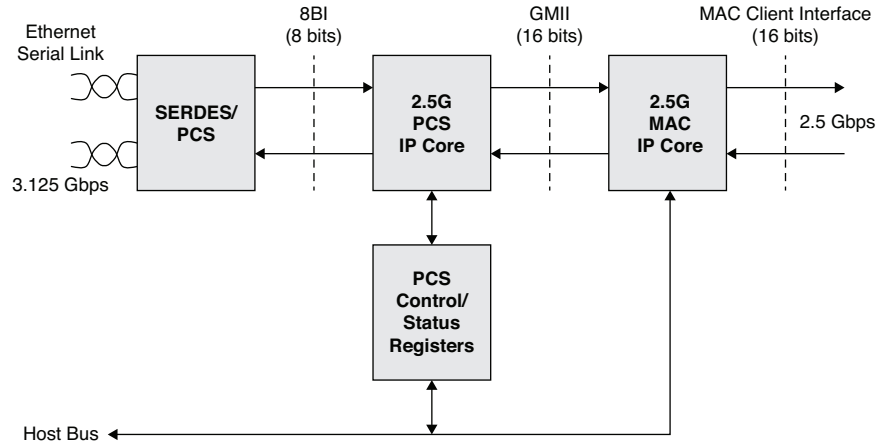 Ethernet
Serial Link
8BI
(8 bits)
GMII
(16 bits)
MAC Client Interface
(16 bits)
SERDES/
PCS
2.5G
PCS
IP Core
2.5G
MAC
IP Core
2.5 Gbps
3.125 Gbps
PCS
Control/
Status
Registers
Host Bus